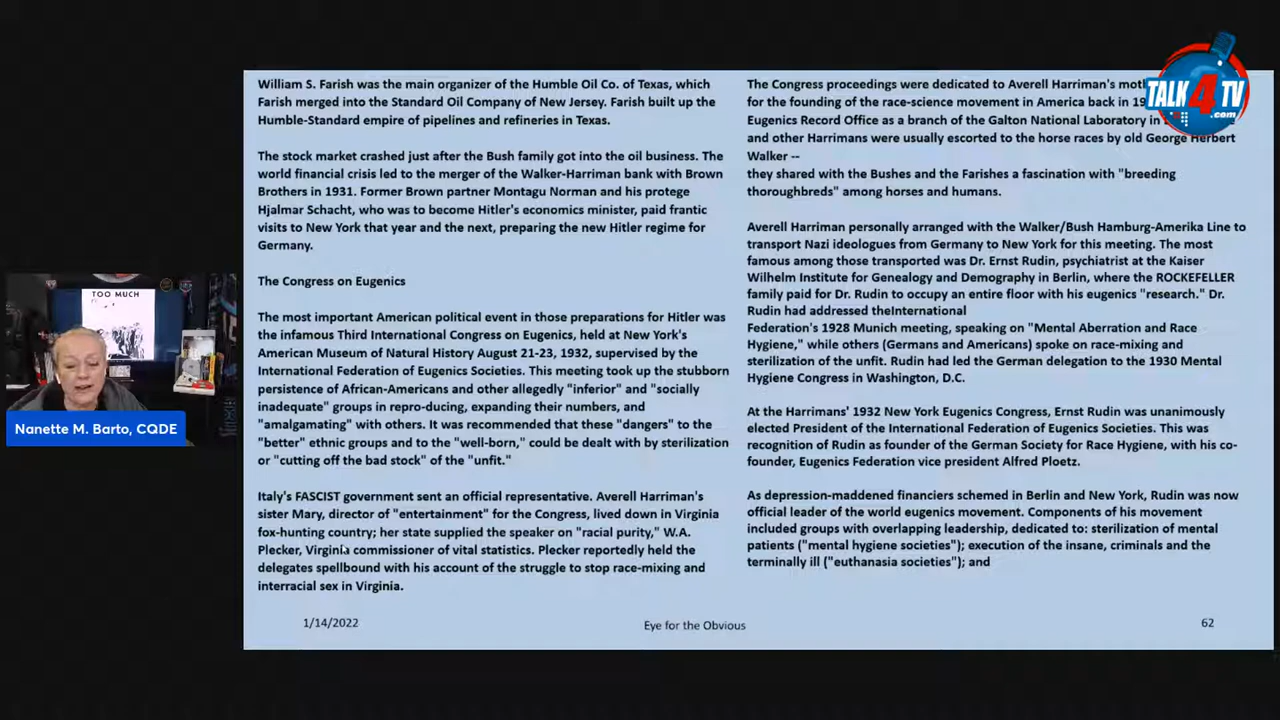 TALK4TV
.com
William S. Farish was the main organizer of the Humble Oil Co. of Texas, which
Farish merged into the Standard Oil Company of New Jersey. Farish built up the
Humble-Standard empire of pipelines and refineries in Texas.
The stock market crashed just after the Bush family got into the oil business. The
world financial crisis led to the merger of the Walker-Harriman bank with Brown
Brothers in 1931. Former Brown partner Montagu Norman and his protege
Hjalmar Schacht, who was to become Hitler's economics minister, paid frantic
visits to New York that year and the next, preparing the new Hitler regime for
Germany.
The Congress on Eugenics
The most important American political event in those preparations for Hitler was
the infamous Third International Congress on Eugenics, held at New York's
American Museum of Natural History August 21-23, 1932, supervised by the
International Federation of Eugenics Societies. This meeting took up the stubborn
persistence of African-Americans and other allegedly "inferior" and "socially
inadequate" groups in repro-ducing, expanding their numbers, and
"amalgamating" with others. It was recommended that these "dangers" to the
"better" ethnic groups and to the "well-born," could be dealt with by sterilization
or "cutting off the bad stock" of the "unfit."
Italy's FASCIST government sent an official representative. Averell Harriman's
sister Mary, director of "entertainment" for the Congress, lived down in Virginia
fox-hunting country; her state supplied the speaker on "racial purity," W.A.
Plecker, Virginia commissioner of vital statistics. Plecker reportedly held the
delegates spellbound with his account of the struggle to stop race-mixing and
interracial sex in Virginia.
The Congress proceedings were dedicated to Averell Harriman's
for the founding of the race-science movement in America back in
Eugenics Record Office as a branch of the Galton National Laboratory in
and other Harrimans were usually escorted to the horse races by old George Herbert
Walker --
they shared with the Bushes and the Farishes a fascination with "breeding
thoroughbreds" among horses and humans.
Averell Harriman personally arranged with the Walker/Bush Hamburg-Amerika Line to
transport Nazi ideologues from Germany to New York for this meeting. The most
famous among those transported was Dr. Ernst Rudin, psychiatrist at the Kaiser
Wilhelm Institute for Genealogy and Demography in Berlin, where the ROCKEFELLER
family paid for Dr. Rudin to occupy an entire floor with his eugenics "research." Dr.
Rudin had addressed theInternational
Federation's 1928 Munich meeting, speaking on "Mental Aberration and Race
Hygiene," while others (Germans and Americans) spoke on race-mixing and
sterilization of the unfit. Rudin had led the German delegation to the 1930 Mental
Hygiene Congress in Washington, D.C.
At the Harrimans' 1932 New York Eugenics Congress, Ernst Rudin was unanimously
elected President of the International Federation of Eugenics Societies. This was
recognition of Rudin as founder of the German Society for Race Hygiene, with his co-
founder, Eugenics Federation vice president Alfred Ploetz.
As depression-maddened financiers schemed in Berlin and New York, Rudin was now
official leader of the world eugenics movement. Components of his movement
included groups with overlapping leadership, dedicated to: sterilization of mental
patients ("mental hygiene societies"); execution of the insane, criminals and the
terminally ill ("euthanasia societies"); and
1/14/2022
Eye for the Obvious
62
TOO MUCH
Nanette M. Barto, CQDE